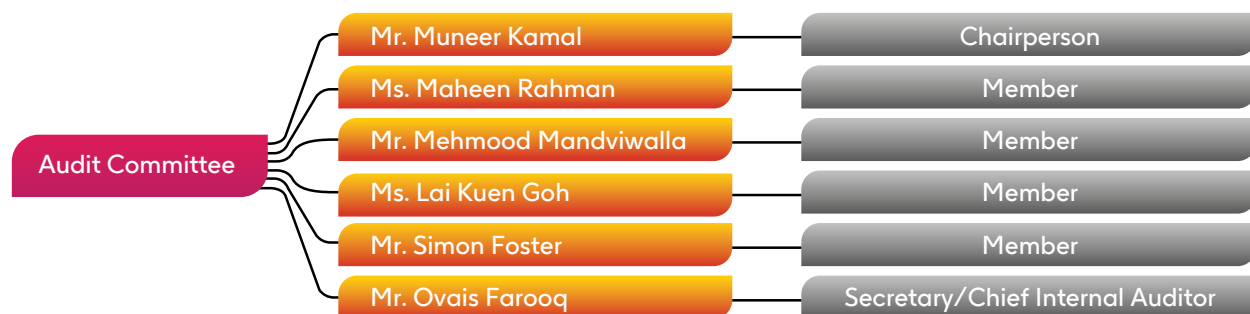 Audit Committee
Mr. Muneer Kamal
Chairperson
Ms. Maheen Rahman
Member
Mr. Mehmood Mandviwalla
Member
Ms. Lai Kuen Goh
Member
Mr. Simon Foster
Member
Mr. Ovais Farooq
Secretary/Chief Internal Auditor